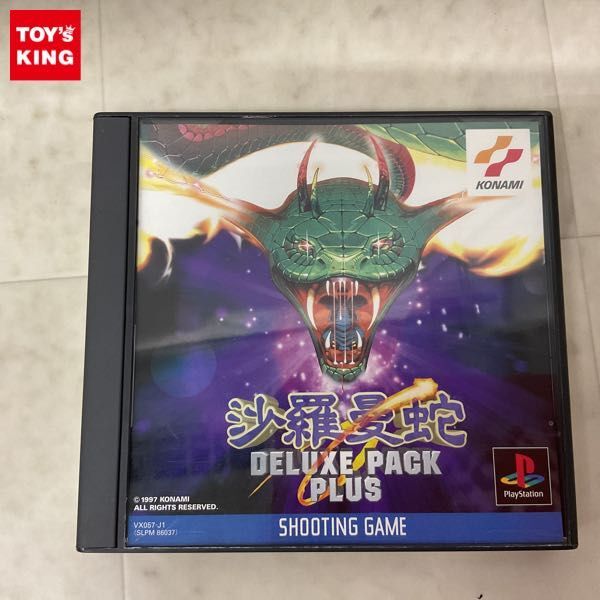 TOY's
KING
KONAMI
沙羅曼蛇
DELUXE PACK
PLUS
© 1997 KONAMI
ALL RIGHTS RESERVED.
PlayStation
VX057-J1
(SLPM 86037)
SHOOTING GAME